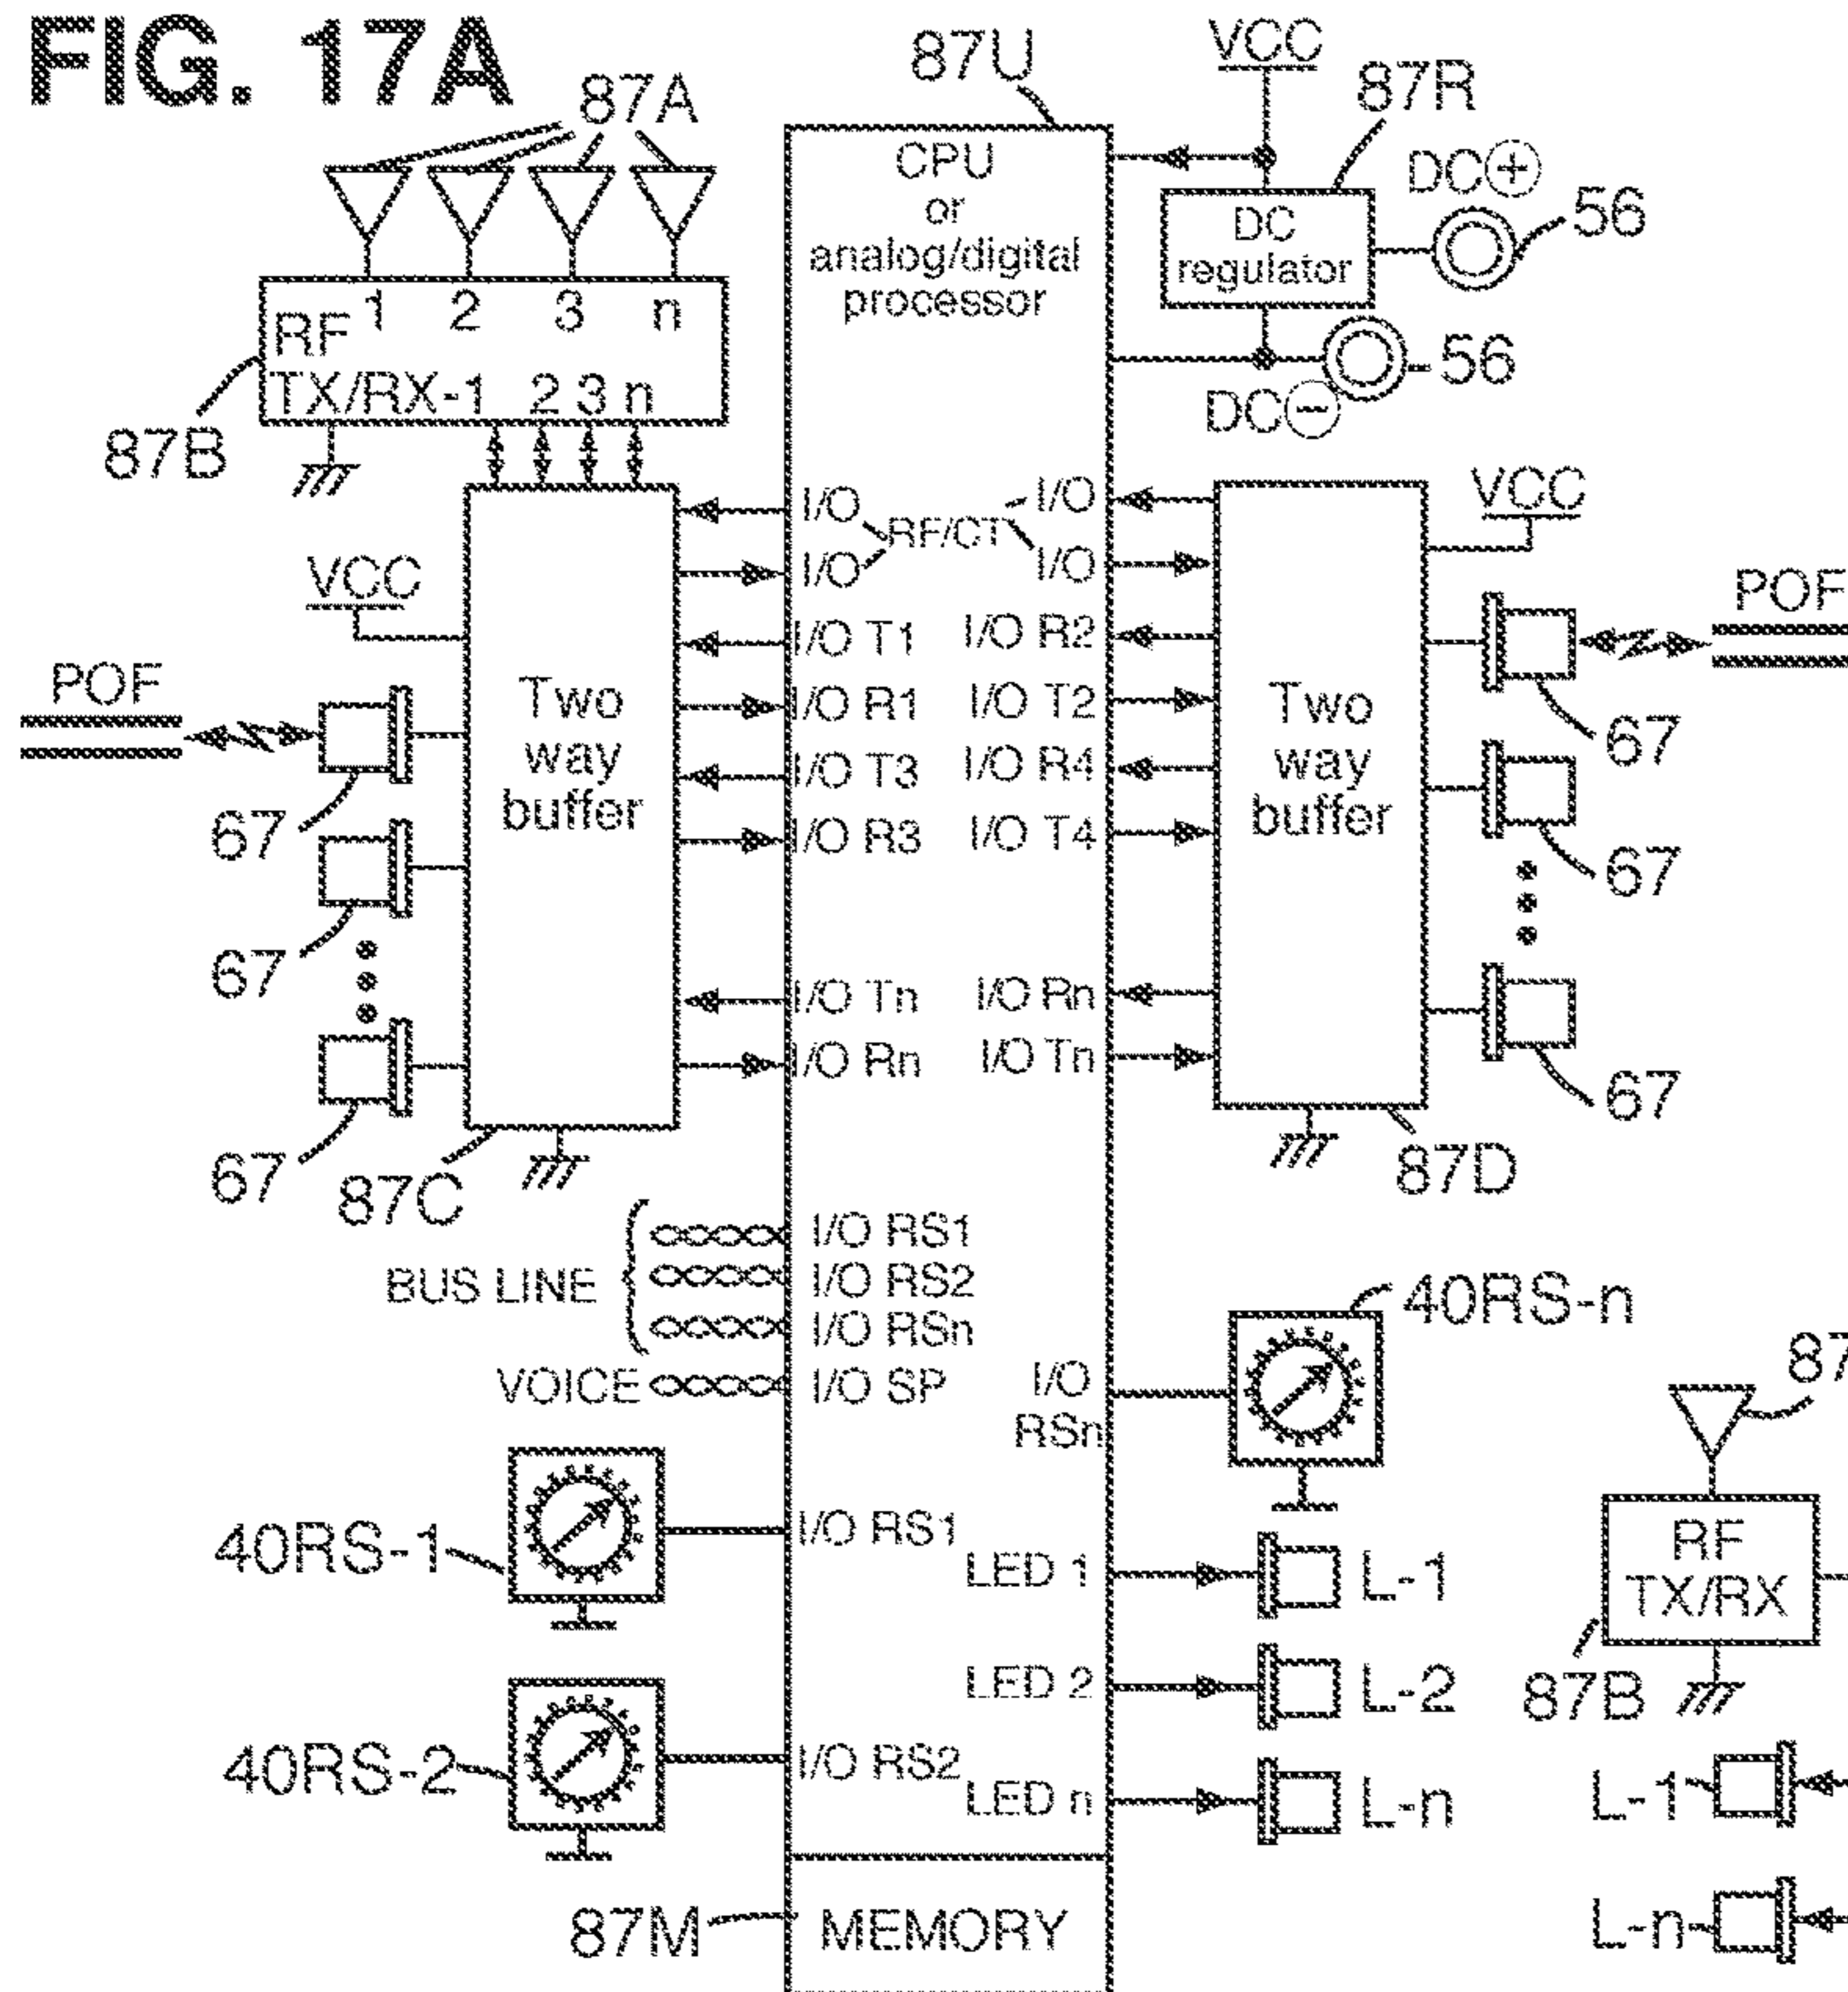 FIG. 17A
87A
87U
VCC
87R
CPU
or
analog/digital
processor
DC +
DC
regulator
56
1 2 3 n
RF
TX/RX-1 2 3 n
87B
56
DC −
I/O
I/O
RF/CT
I/O
I/O
VCC
VCC
POF
POF
Two
way
buffer
I/O T1
I/O R1
I/O T3
I/O R3
I/O Tn
I/O Rn
I/O R2
I/O T2
I/O R4
I/O T4
I/O Rn
I/O Tn
Two
way
buffer
67
67
67
67
67
67
87C
87D
BUS LINE
I/O RS1
I/O RS2
I/O RSn
VOICE
I/O SP
I/O
RSn
40RS-n
40RS-1
I/O RS1
LED 1
L-1
LED 2
L-2
40RS-2
I/O RS2
LED n
L-n
87M
MEMORY
87
RF
TX/RX
87B
L-1
L-n